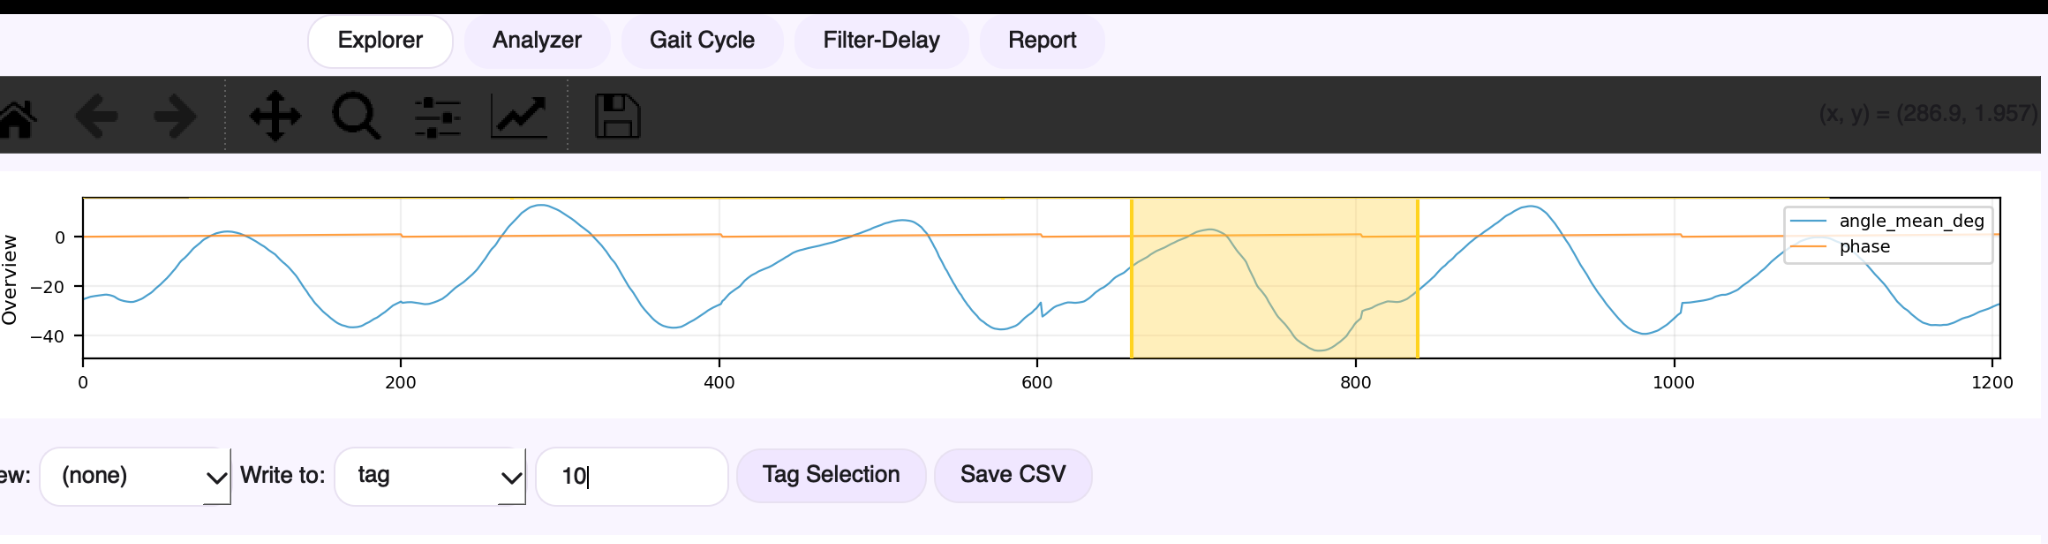 Explorer Analyzer Gait Cycle Filter-Delay Report
(x, y) = (286.9, 1.957)
Overview
0
−20
−40
angle_mean_deg
phase
0 200 400 600 800 1000 1200
ew: (none) Write to: tag 10 Tag Selection Save CSV